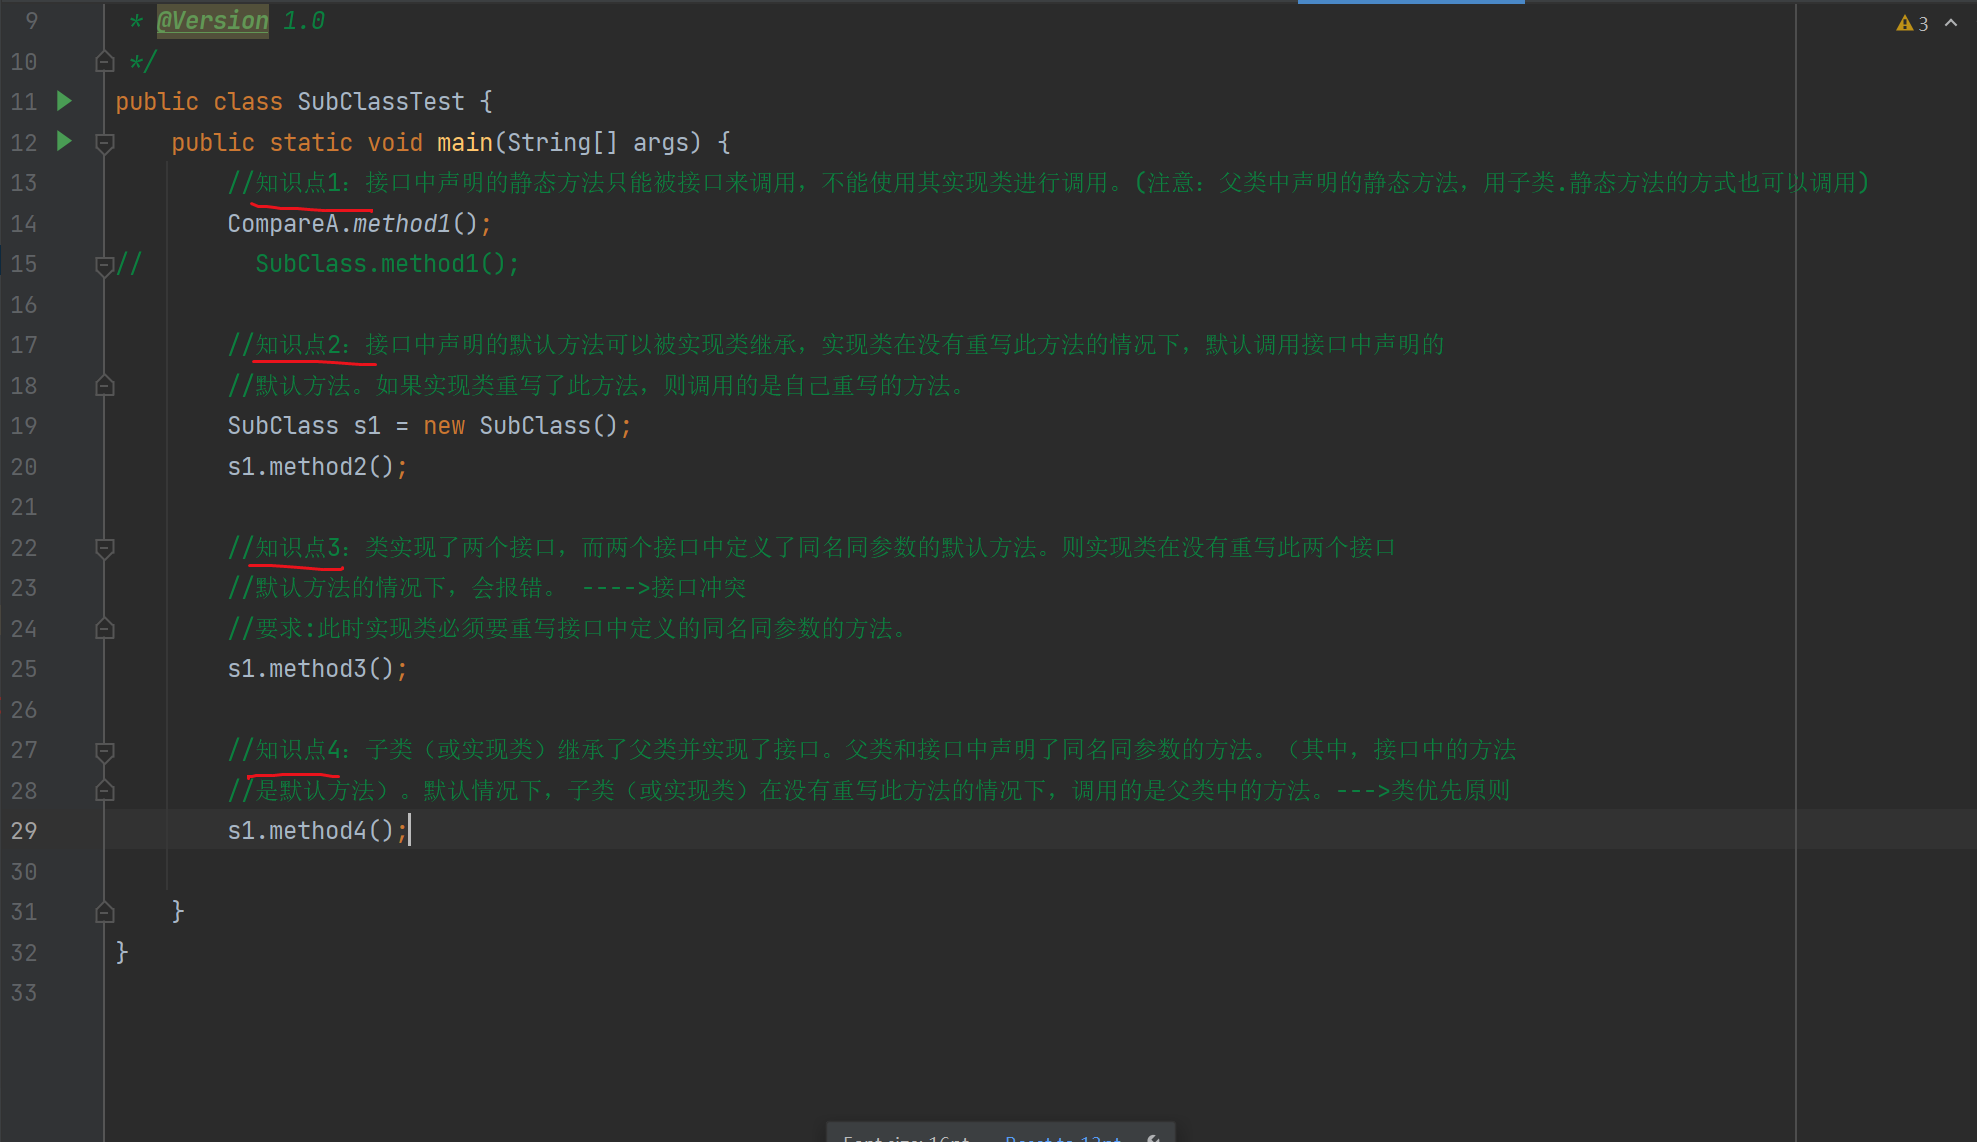 9 * @Version 1.0
10 */
11 public class SubClassTest {
12 public static void main(String[] args) {
13 //知识点1：接口中声明的静态方法只能被接口来调用，不能使用其实现类进行调用。(注意：父类中声明的静态方法，用子类.静态方法的方式也可以调用)
14 CompareA.method1();
15 // SubClass.method1();
16
17 //知识点2：接口中声明的默认方法可以被实现类继承，实现类在没有重写此方法的情况下，默认调用接口中声明的
18 //默认方法。如果实现类重写了此方法，则调用的是自己重写的方法。
19 SubClass s1 = new SubClass();
20 s1.method2();
21
22 //知识点3：类实现了两个接口，而两个接口中定义了同名同参数的默认方法。则实现类在没有重写此两个接口
23 //默认方法的情况下，会报错。 ---->接口冲突
24 //要求:此时实现类必须要重写接口中定义的同名同参数的方法。
25 s1.method3();
26
27 //知识点4：子类（或实现类）继承了父类并实现了接口。父类和接口中声明了同名同参数的方法。（其中，接口中的方法
28 //是默认方法）。默认情况下，子类（或实现类）在没有重写此方法的情况下，调用的是父类中的方法。--->类优先原则
29 s1.method4();
30
31 }
32 }
33
3
Font size: 16pt Reset to 12pt